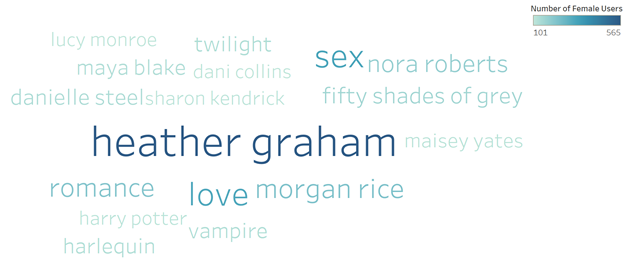 Number of Female Users
101 565
lucy monroe
twilight
sex
nora roberts
maya blake
dani collins
danielle steel
sharon kendrick
fifty shades of grey
heather graham
maisey yates
romance
love
morgan rice
harry potter
vampire
harlequin